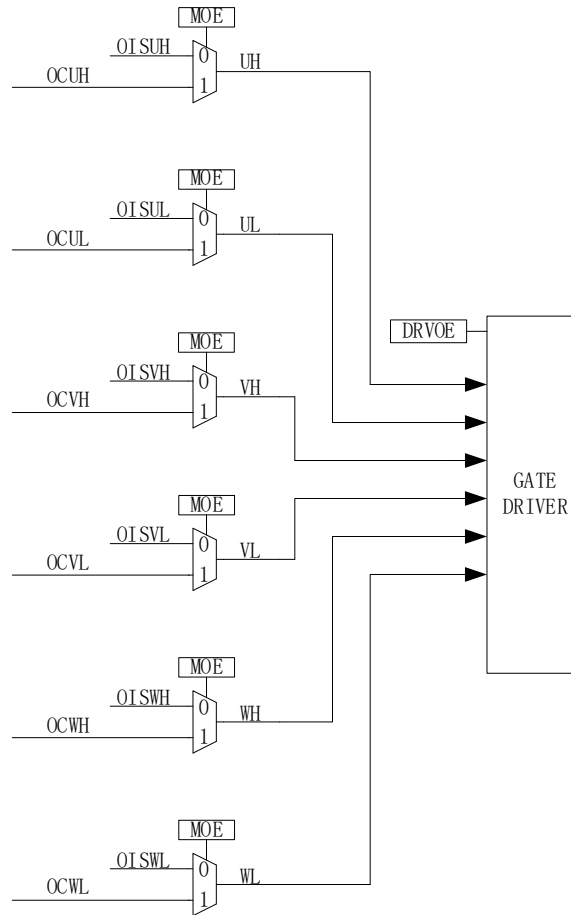 MOE
OISUH
0
UH
OCUH
1
MOE
OISUL
0
UL
OCUL
1
DRVOE
MOE
OISVH
0
VH
OCVH
1
GATE
DRIVER
MOE
OISVL
0
VL
OCVL
1
MOE
OISWH
0
WH
OCWH
1
MOE
OISWL
0
WL
OCWL
1